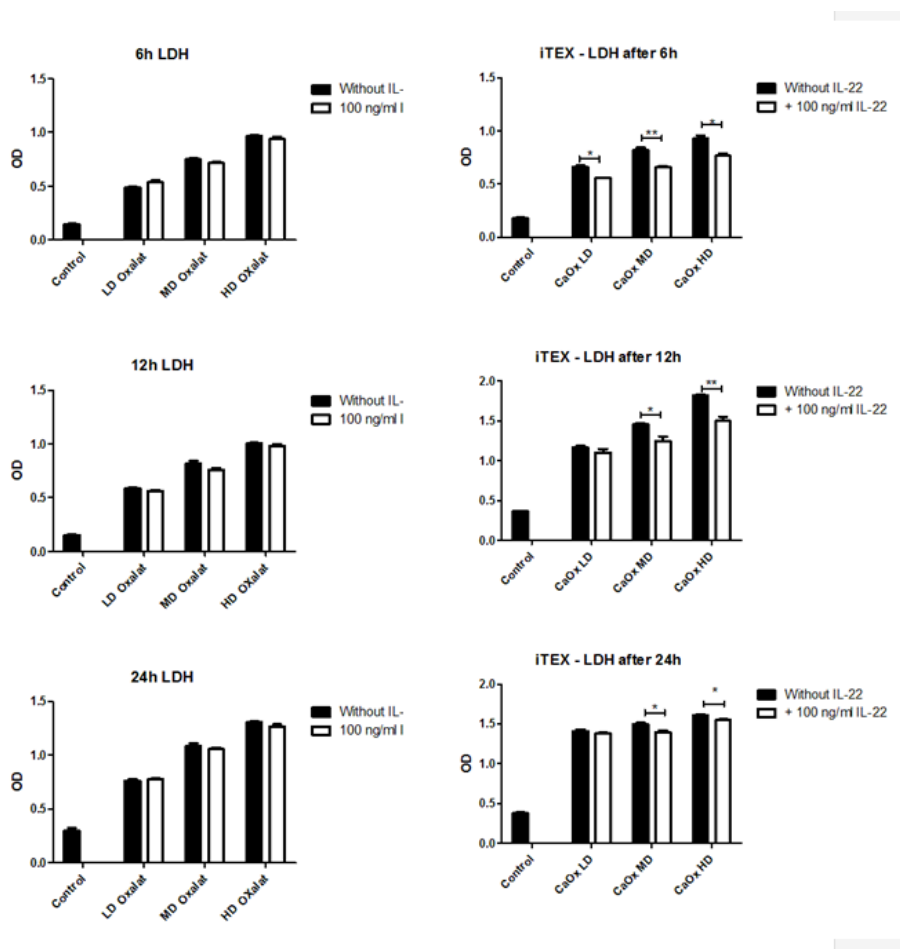 6h LDH
1.5
1.0
0.5
0.0
OD
Control
LD Oxalat
MD Oxalat
HD Oxalat
Without IL-
100 ng/ml I
iTEX - LDH after 6h
1.5
1.0
0.5
0.0
OD
*
**
*
Control
CaOx LD
CaOx MD
CaOx HD
Without IL-22
+ 100 ng/ml IL-22
12h LDH
1.5
1.0
0.5
0.0
OD
Control
LD Oxalat
MD Oxalat
HD OXalat
Without IL-
100 ng/ml I
iTEX - LDH after 12h
2.0
1.5
1.0
0.5
0.0
OD
*
**
Control
CaOx LD
CaOx MD
CaOx HD
Without IL-22
+ 100 ng/ml IL-22
24h LDH
1.5
1.0
0.5
0.0
OD
Control
LD Oxalat
MD Oxalat
HD OXalat
Without IL-
100 ng/ml I
iTEX - LDH after 24h
2.0
1.5
1.0
0.5
0.0
OD
*
*
Control
CaOx LD
CaOx MD
CaOx HD
Without IL-22
+ 100 ng/ml IL-22